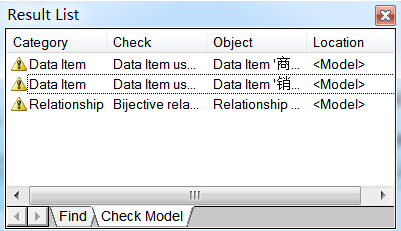 Result List
Category Check Object Location
Data Item Data Item us... Data Item '商... <Model>
Data Item Data Item us... Data Item '销... <Model>
Relationship Bijective rela... Relationship ... <Model>
Find Check Model